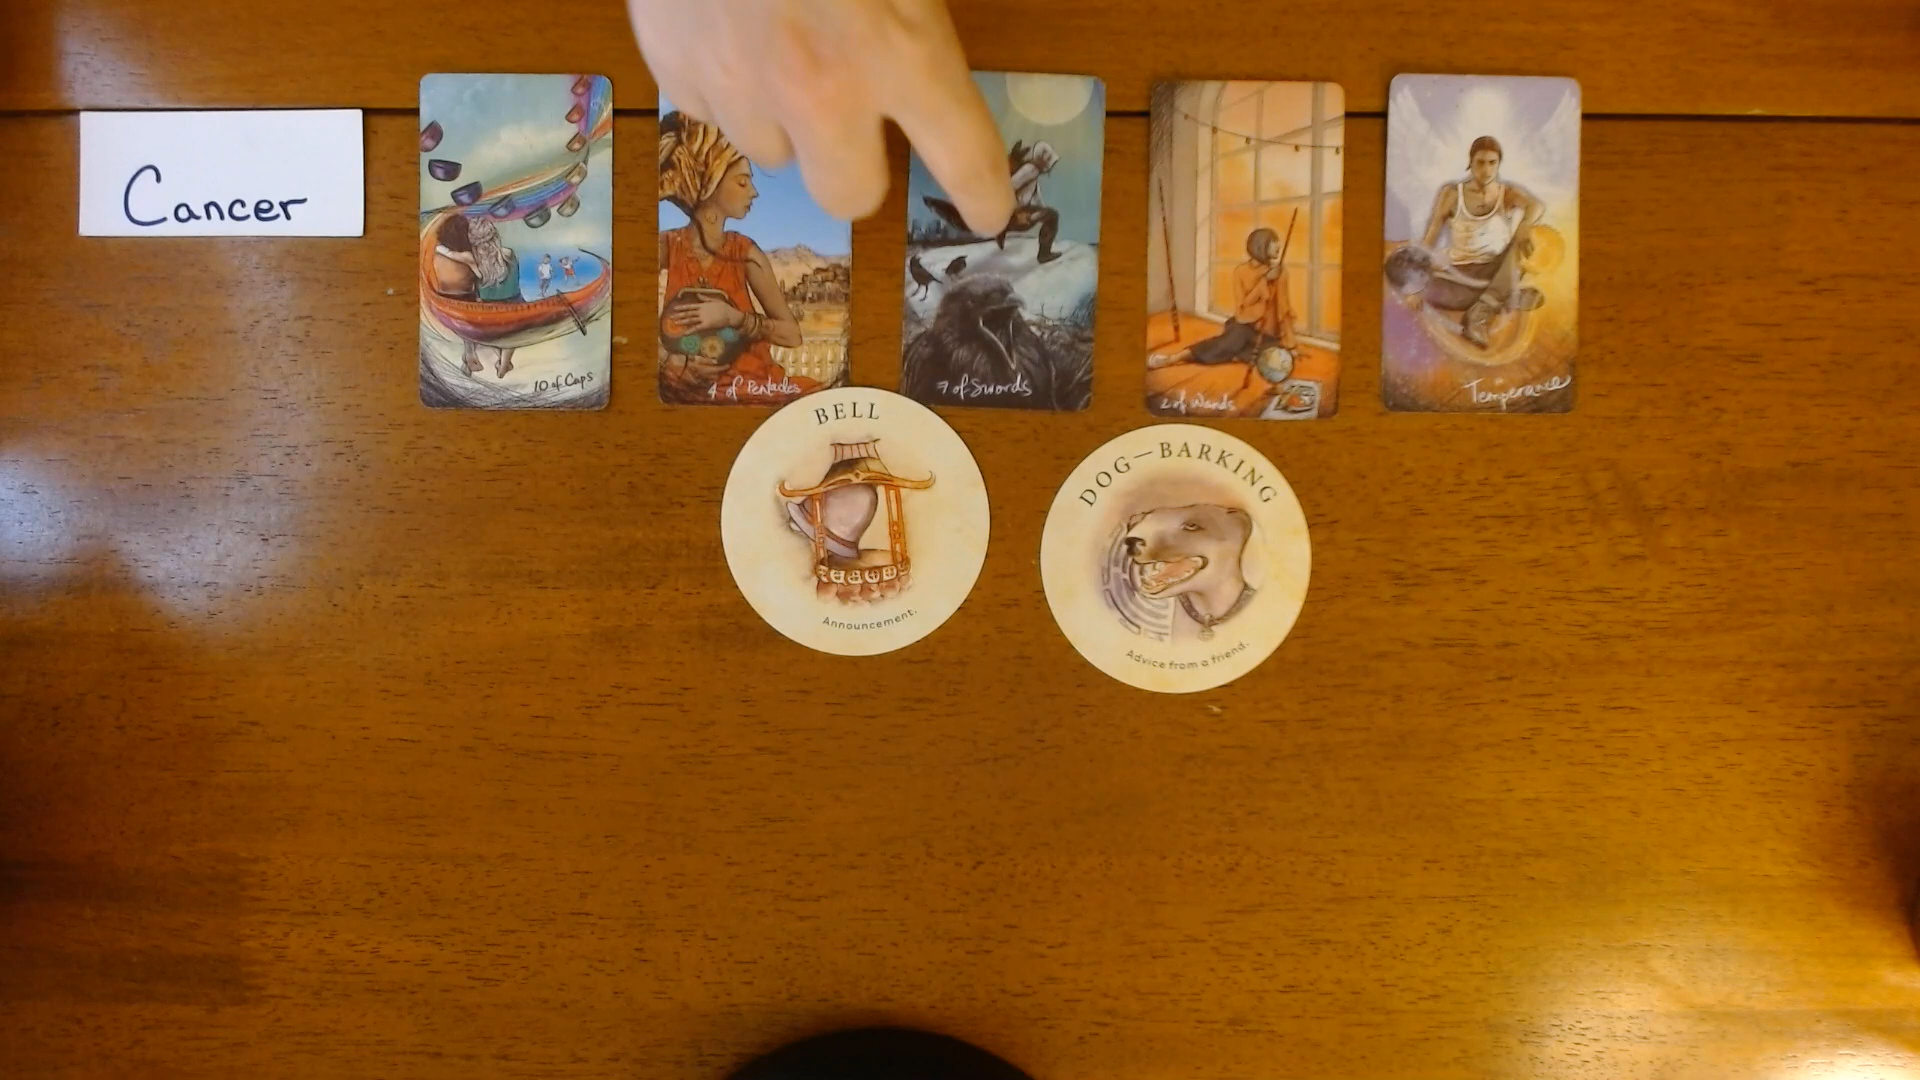 Cancer
10 of Cups
4 of Pentacles
7 of Swords
2 of Wands
Temperance
BELL
Announcement.
DOG—BARKING
Advice from a friend.